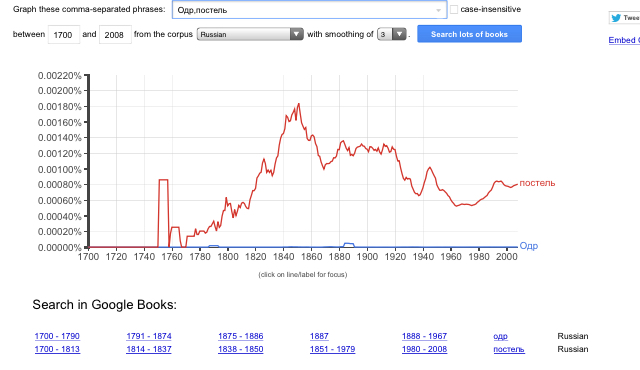 Graph these comma-separated phrases: Одр,постель case-insensitive
between 1700 and 2008 from the corpus Russian with smoothing of 3 . Search lots of books
Tweet
Embed
0.00220%
0.00200%
0.00180%
0.00160%
0.00140%
0.00120%
0.00100%
0.00080%
0.00060%
0.00040%
0.00020%
0.00000%
постель
Одр
1700 1720 1740 1760 1780 1800 1820 1840 1860 1880 1900 1920 1940 1960 1980 2000
(click on line/label for focus)
Search in Google Books:
1700 - 1790 1791 - 1874 1875 - 1886 1887 1888 - 1967 одр Russian
1700 - 1813 1814 - 1837 1838 - 1850 1851 - 1979 1980 - 2008 постель Russian